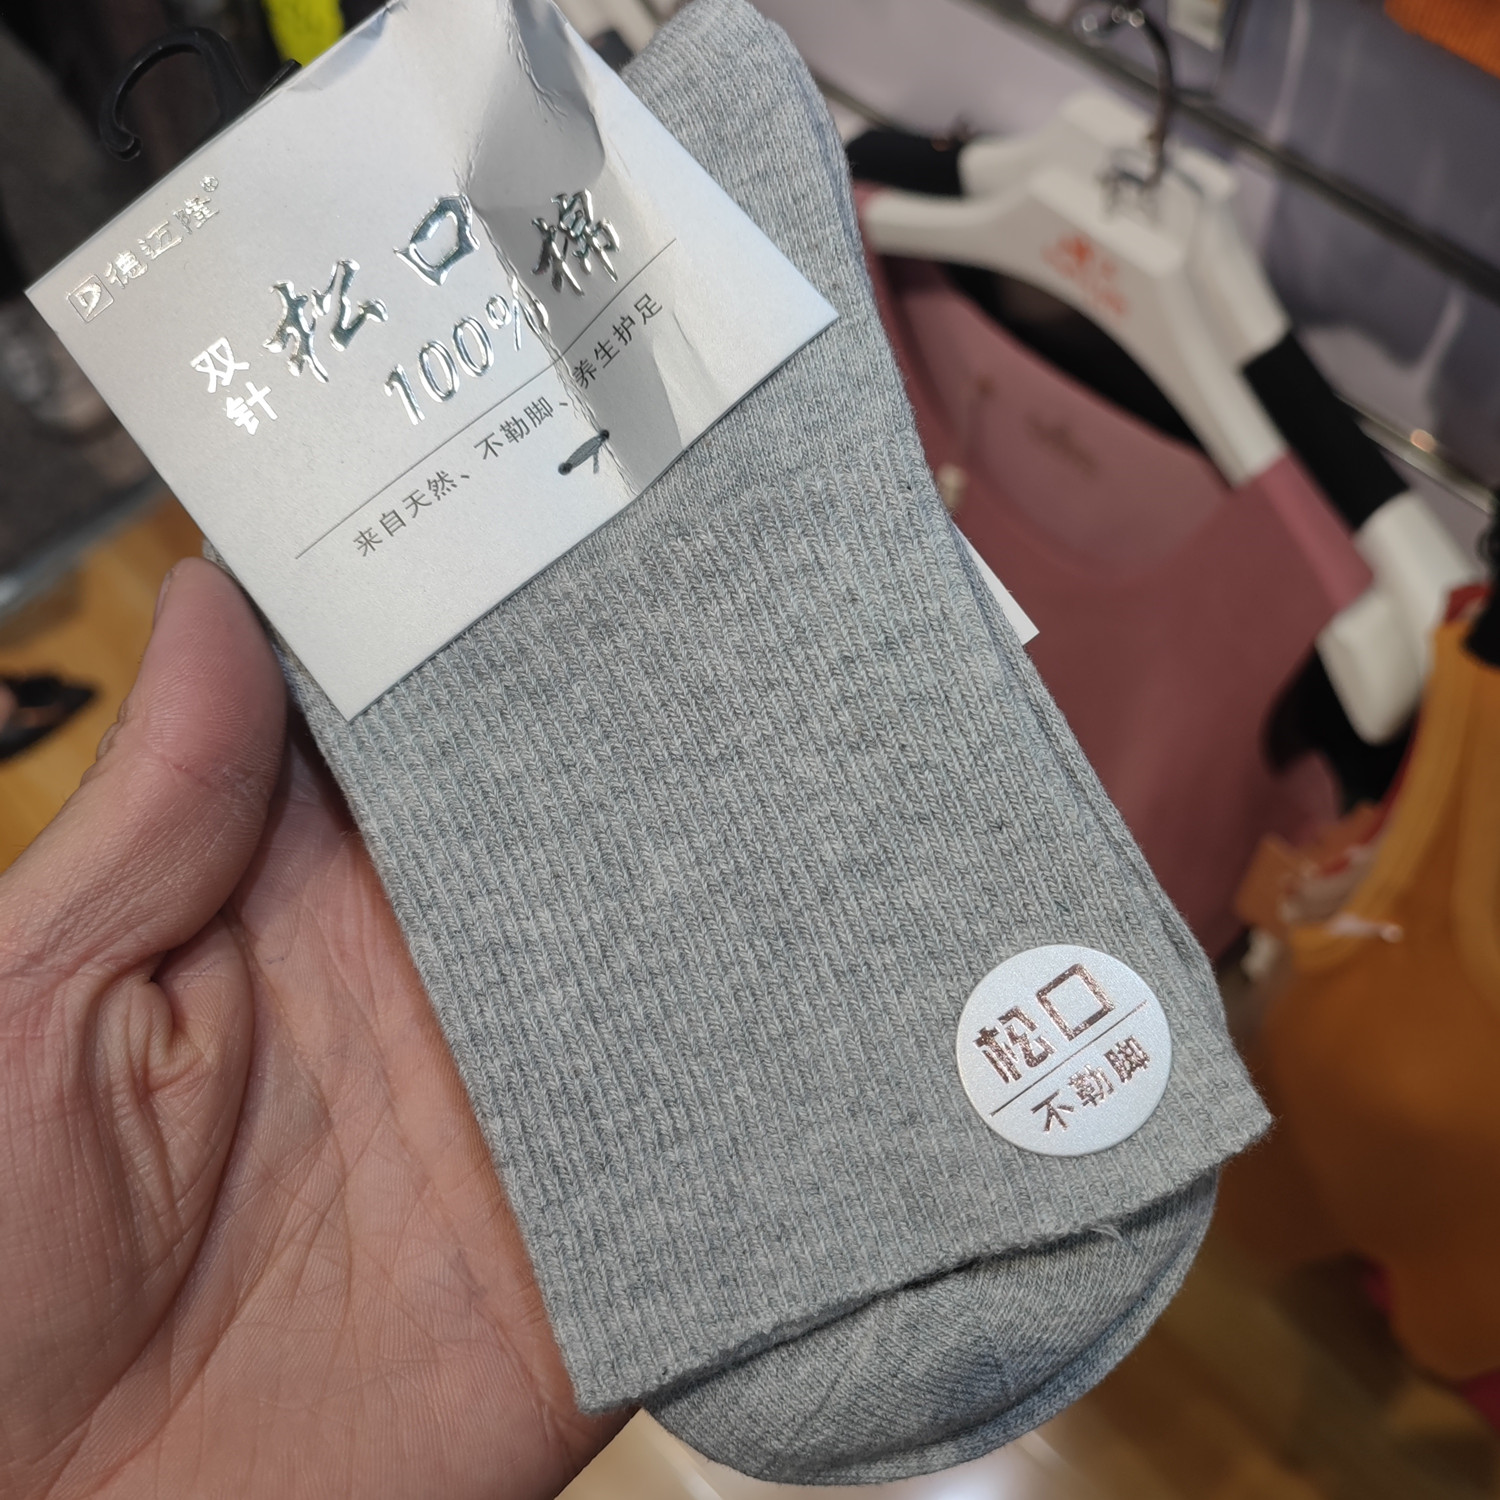 德迈隆®
双针
松口
100%棉
来自天然、不勒脚、养生护足
松口
不勒脚